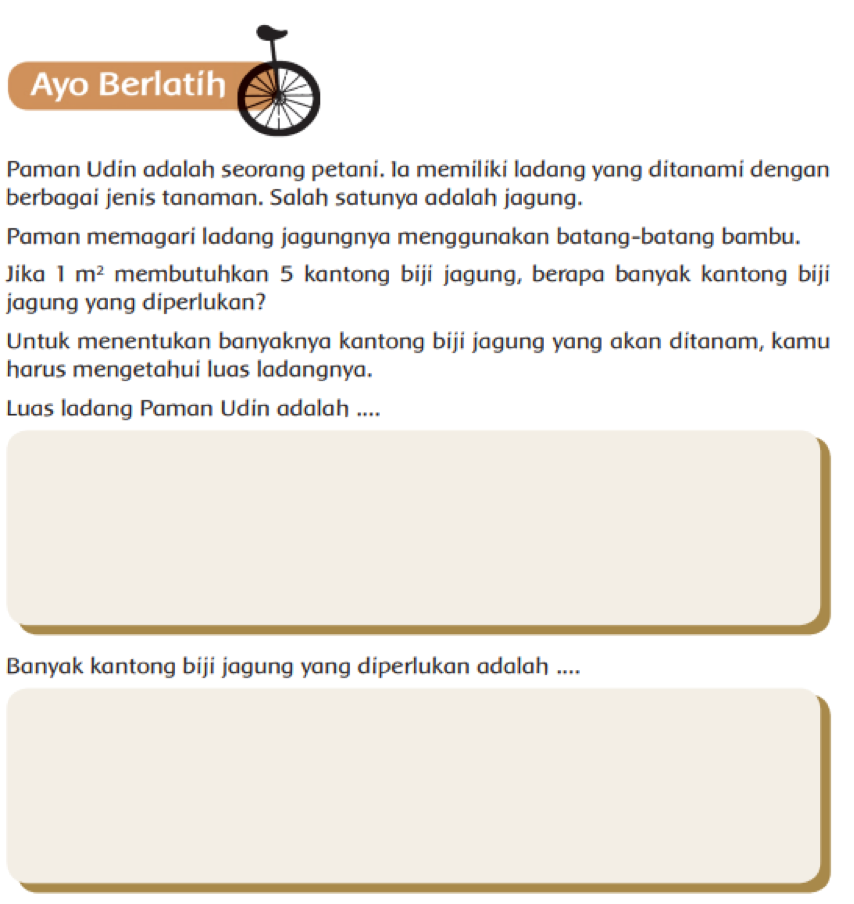 Ayo Berlatih
Paman Udin adalah seorang petani. Ia memiliki ladang yang ditanami dengan
berbagai jenis tanaman. Salah satunya adalah jagung.
Paman memagari ladang jagungnya menggunakan batang-batang bambu.
Jika 1 m² membutuhkan 5 kantong biji jagung, berapa banyak kantong biji
jagung yang diperlukan?
Untuk menentukan banyaknya kantong biji jagung yang akan ditanam, kamu
harus mengetahui luas ladangnya.
Luas ladang Paman Udin adalah ....
Banyak kantong biji jagung yang diperlukan adalah ....